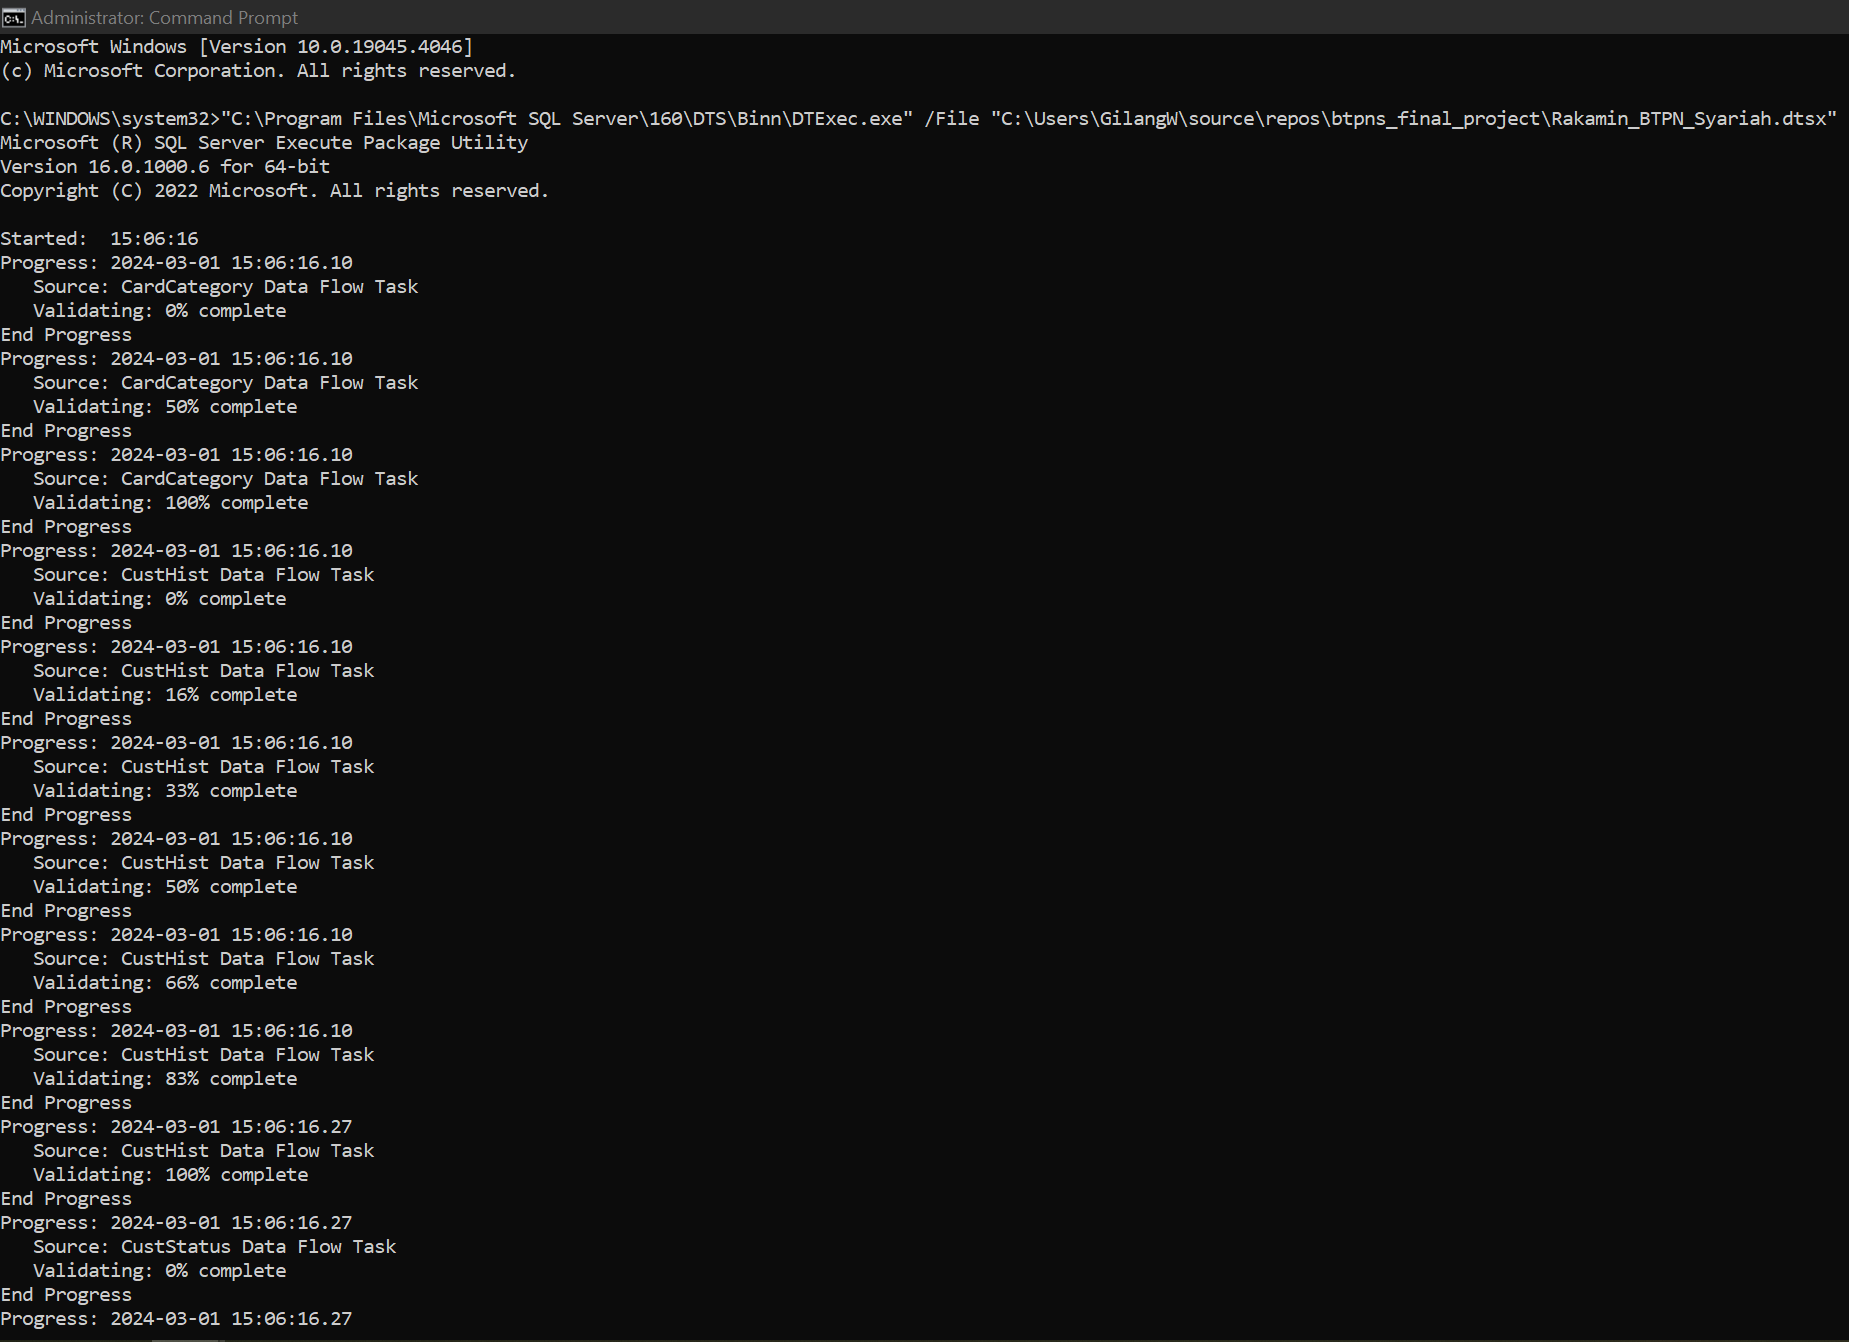 Administrator: Command Prompt
Microsoft Windows [Version 10.0.19045.4046]
(c) Microsoft Corporation. All rights reserved.
C:\WINDOWS\system32>"C:\Program Files\Microsoft SQL Server\160\DTS\Binn\DTExec.exe" /File "C:\Users\GilangW\source\repos\btpns_final_project\Rakamin_BTPN_Syariah.dtsx"
Microsoft (R) SQL Server Execute Package Utility
Version 16.0.1000.6 for 64-bit
Copyright (C) 2022 Microsoft. All rights reserved.
Started:  15:06:16
Progress: 2024-03-01 15:06:16.10
   Source: CardCategory Data Flow Task
   Validating: 0% complete
End Progress
Progress: 2024-03-01 15:06:16.10
   Source: CardCategory Data Flow Task
   Validating: 50% complete
End Progress
Progress: 2024-03-01 15:06:16.10
   Source: CardCategory Data Flow Task
   Validating: 100% complete
End Progress
Progress: 2024-03-01 15:06:16.10
   Source: CustHist Data Flow Task
   Validating: 0% complete
End Progress
Progress: 2024-03-01 15:06:16.10
   Source: CustHist Data Flow Task
   Validating: 16% complete
End Progress
Progress: 2024-03-01 15:06:16.10
   Source: CustHist Data Flow Task
   Validating: 33% complete
End Progress
Progress: 2024-03-01 15:06:16.10
   Source: CustHist Data Flow Task
   Validating: 50% complete
End Progress
Progress: 2024-03-01 15:06:16.10
   Source: CustHist Data Flow Task
   Validating: 66% complete
End Progress
Progress: 2024-03-01 15:06:16.10
   Source: CustHist Data Flow Task
   Validating: 83% complete
End Progress
Progress: 2024-03-01 15:06:16.27
   Source: CustHist Data Flow Task
   Validating: 100% complete
End Progress
Progress: 2024-03-01 15:06:16.27
   Source: CustStatus Data Flow Task
   Validating: 0% complete
End Progress
Progress: 2024-03-01 15:06:16.27